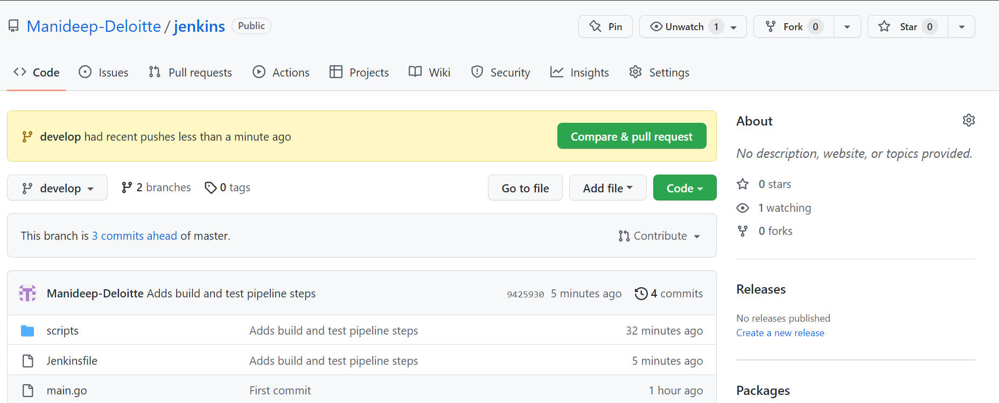 Manideep-Deloitte / jenkins Public
Pin Unwatch 1 Fork 0 Star 0
Code Issues Pull requests Actions Projects Wiki Security Insights Settings
develop had recent pushes less than a minute ago Compare & pull request
develop 2 branches 0 tags Go to file Add file Code
This branch is 3 commits ahead of master. Contribute
Manideep-Deloitte Adds build and test pipeline steps 9425930 5 minutes ago 4 commits
scripts Adds build and test pipeline steps 32 minutes ago
Jenkinsfile Adds build and test pipeline steps 5 minutes ago
main.go First commit 1 hour ago
About
No description, website, or topics provided.
0 stars
1 watching
0 forks
Releases
No releases published
Create a new release
Packages